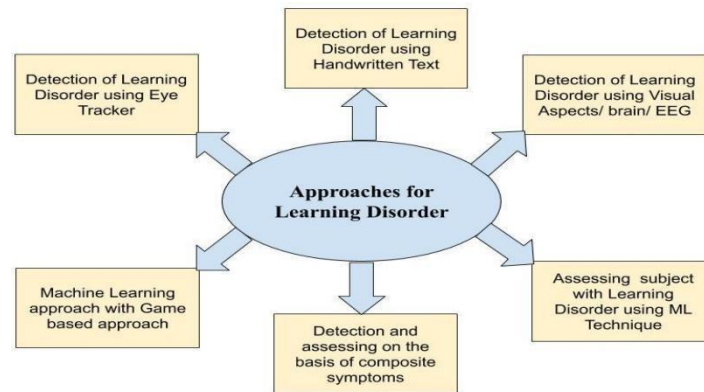 Detection of Learning
Disorder using
Handwritten Text
Detection of Learning
Disorder using Eye
Tracker
Detection of Learning
Disorder using Visual
Aspects/ brain/ EEG
Approaches for
Learning Disorder
Machine Learning
approach with Game
based approach
Detection and
assessing on the
basis of composite
symptoms
Assessing subject
with Learning
Disorder using ML
Technique